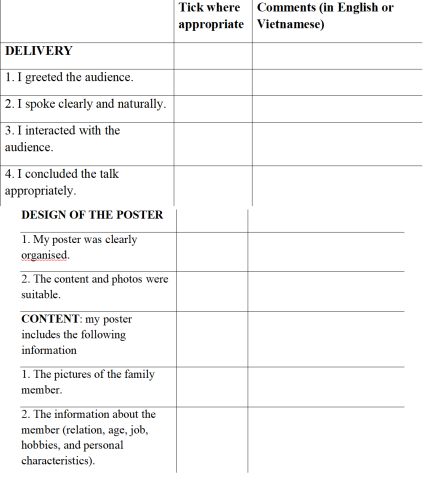 Tick where Comments (in English or
appropriate Vietnamese)
DELIVERY
1. I greeted the audience.
2. I spoke clearly and naturally.
3. I interacted with the
audience.
4. I concluded the talk
appropriately.
DESIGN OF THE POSTER
1. My poster was clearly
organised.
2. The content and photos were
suitable.
CONTENT: my poster
includes the following
information
1. The pictures of the family
member.
2. The information about the
member (relation, age, job,
hobbies, and personal
characteristics).